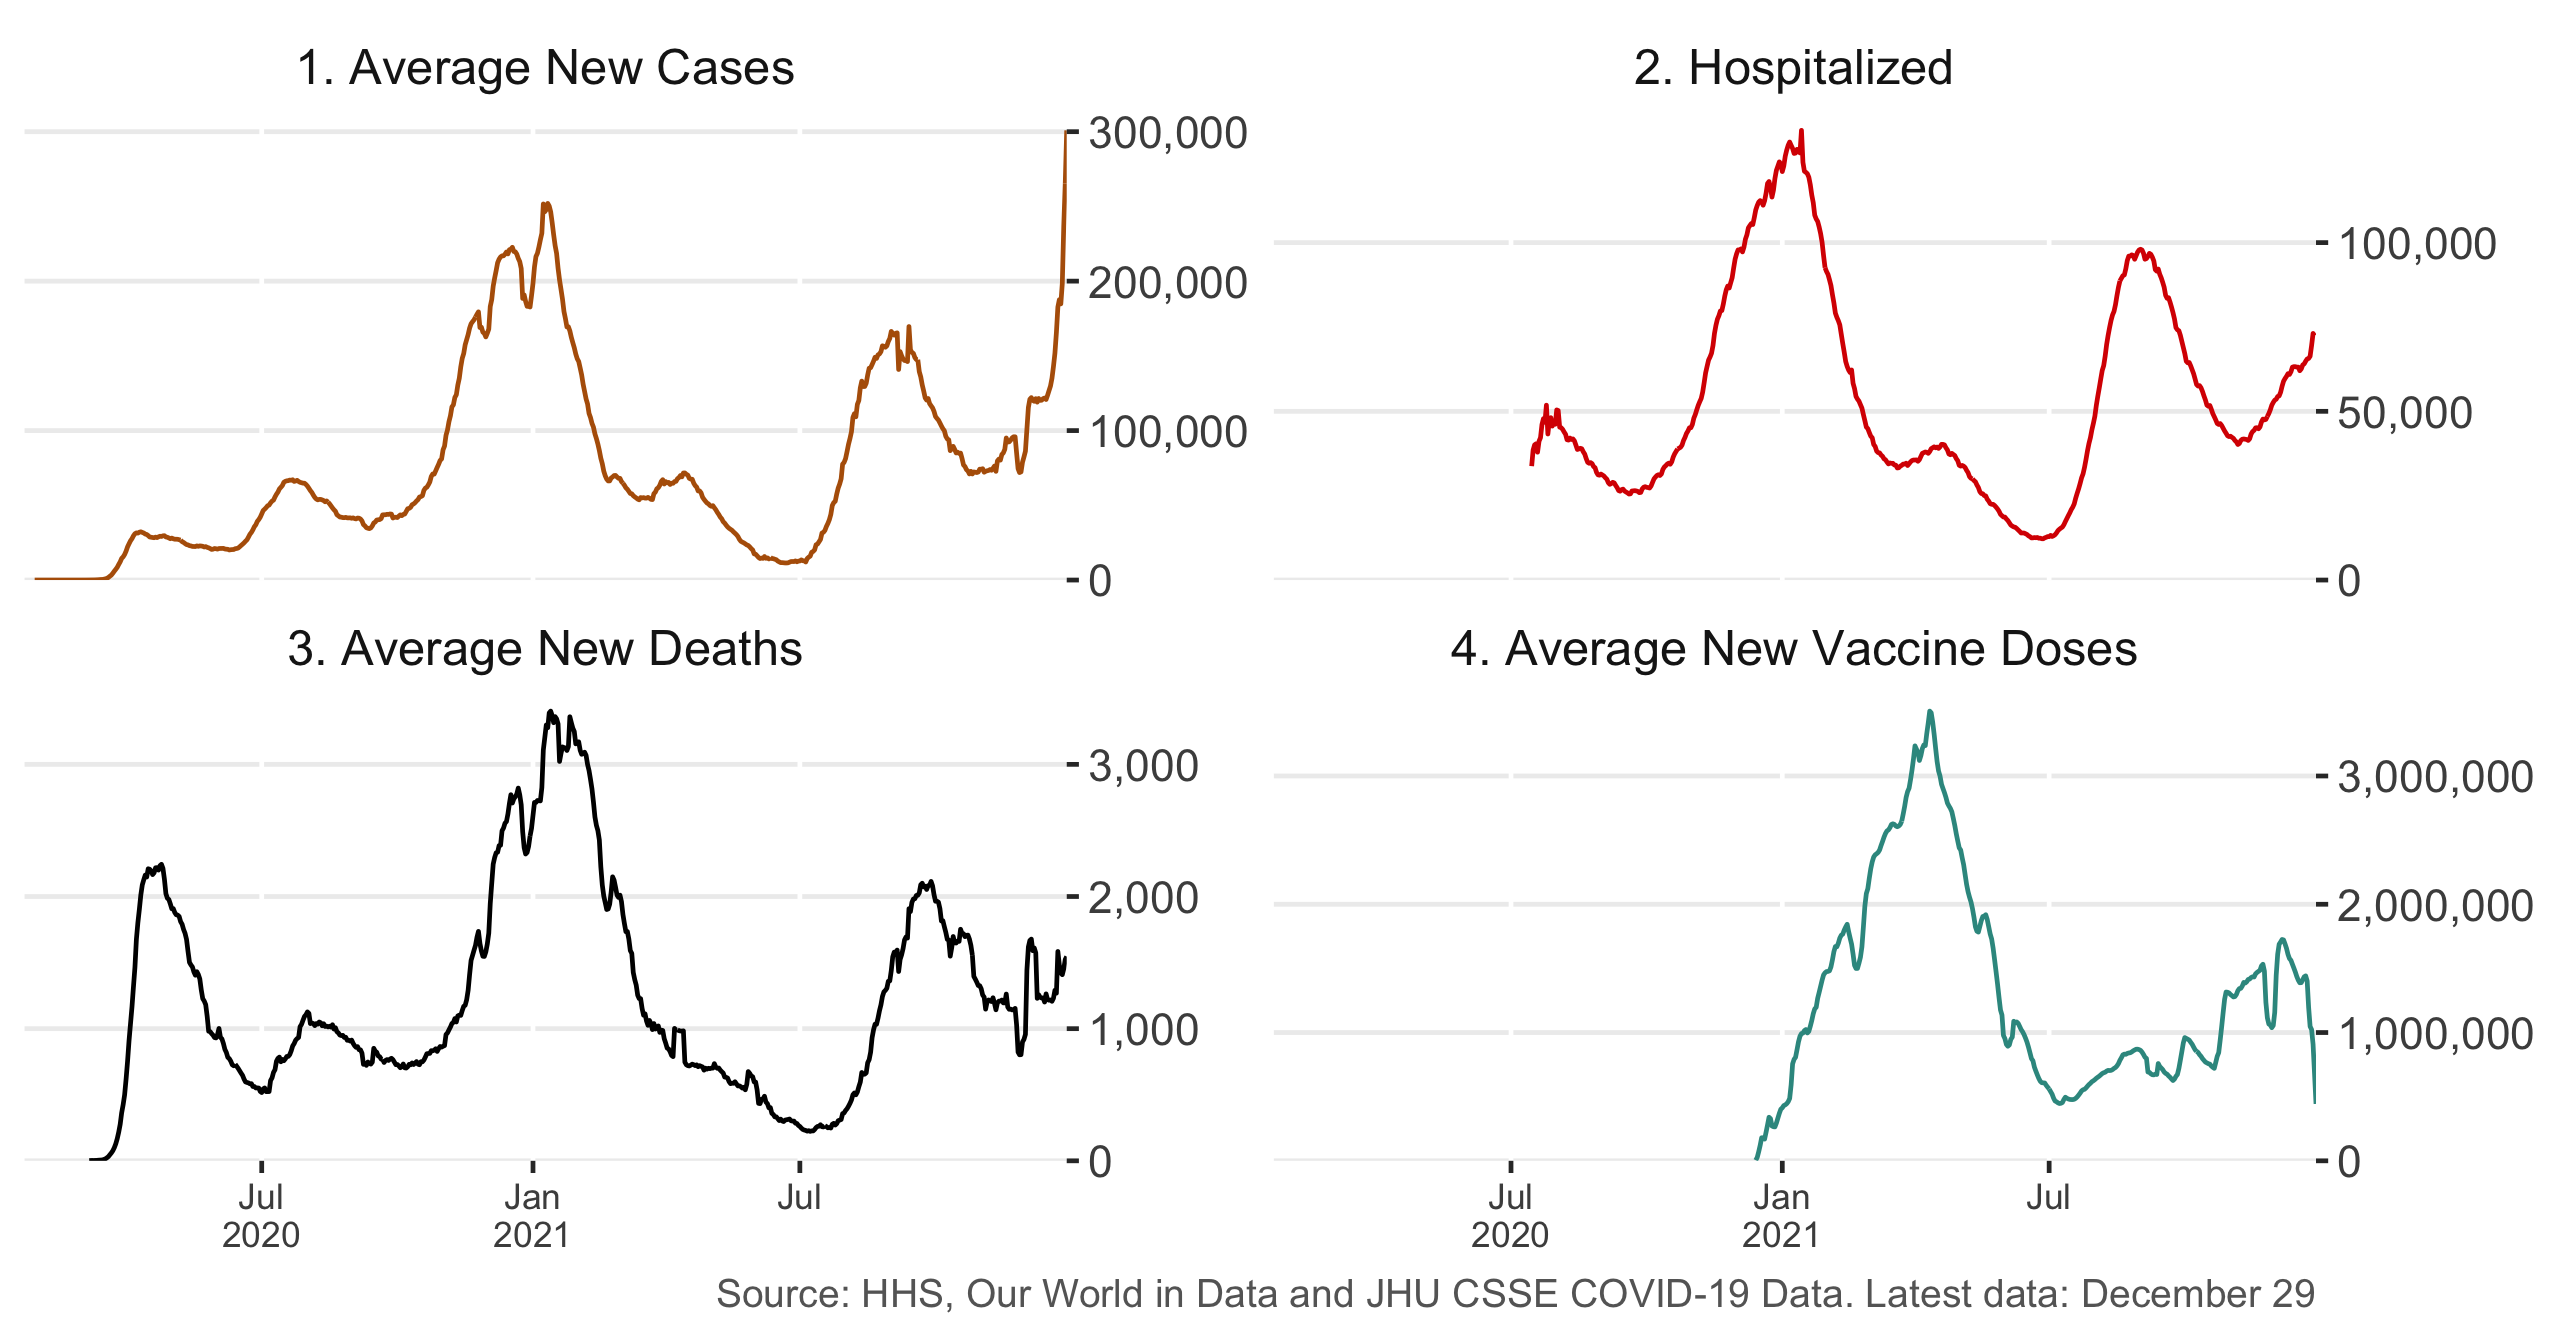 1. Average New Cases
300,000
200,000
100,000
0
2. Hospitalized
100,000
50,000
0
3. Average New Deaths
3,000
2,000
1,000
0
Jul
2020
Jan
2021
Jul
4. Average New Vaccine Doses
3,000,000
2,000,000
1,000,000
0
Jul
2020
Jan
2021
Jul
Source: HHS, Our World in Data and JHU CSSE COVID-19 Data. Latest data: December 29